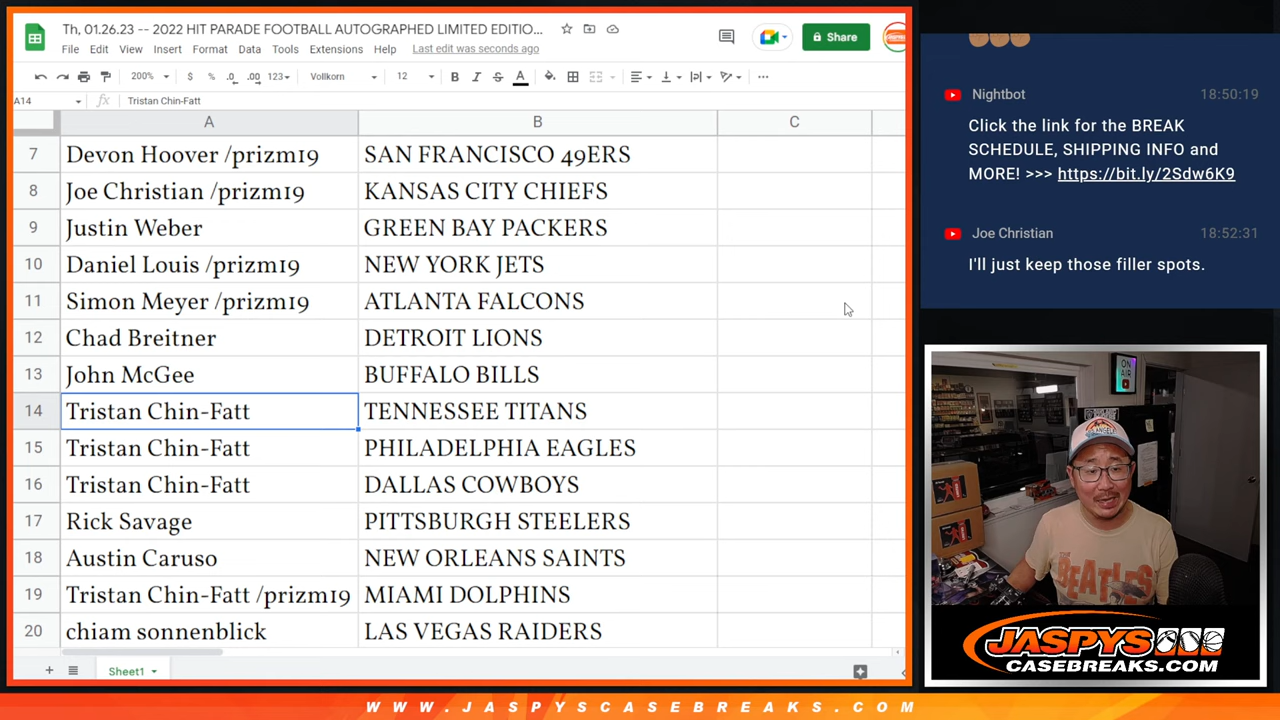 Th, 01.26.23 -- 2022 HIT PARADE FOOTBALL AUTOGRAPHED LIMITED EDITIO...
Share
File Edit View Insert Format Data Tools Extensions Help Last edit was seconds ago
200% $ % .0 .00 123 Vollkorn 12 B I S A
A14 fx Tristan Chin-Fatt
A B C
7 Devon Hoover /prizm19 SAN FRANCISCO 49ERS
8 Joe Christian /prizm19 KANSAS CITY CHIEFS
9 Justin Weber GREEN BAY PACKERS
10 Daniel Louis /prizm19 NEW YORK JETS
11 Simon Meyer /prizm19 ATLANTA FALCONS
12 Chad Breitner DETROIT LIONS
13 John McGee BUFFALO BILLS
14 Tristan Chin-Fatt TENNESSEE TITANS
15 Tristan Chin-Fatt PHILADELPHIA EAGLES
16 Tristan Chin-Fatt DALLAS COWBOYS
17 Rick Savage PITTSBURGH STEELERS
18 Austin Caruso NEW ORLEANS SAINTS
19 Tristan Chin-Fatt /prizm19 MIAMI DOLPHINS
20 chiam sonnenblick LAS VEGAS RAIDERS
Sheet1
Nightbot 18:50:19
Click the link for the BREAK
SCHEDULE, SHIPPING INFO and
MORE! >>> https://bit.ly/2Sdw6K9
Joe Christian 18:52:31
I'll just keep those filler spots.
ON
AIR
THE
BEATLES
JASPYS
CASEBREAKS.COM
WWW.JASPYSCASEBREAKS.COM